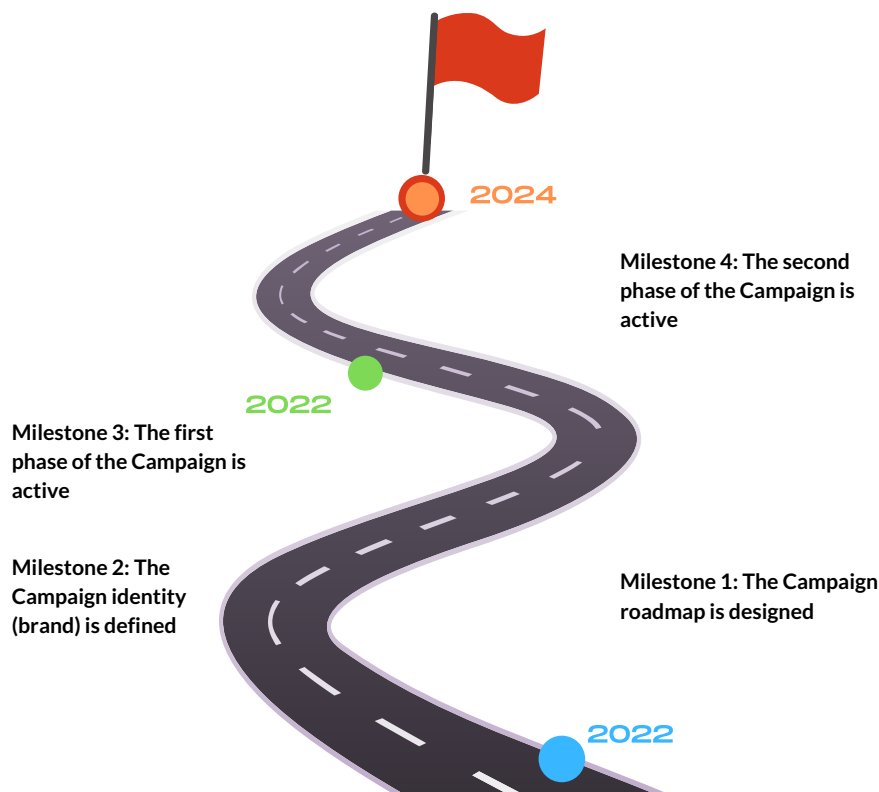 2024
Milestone 4: The second
phase of the Campaign is
active
2022
Milestone 3: The first
phase of the Campaign is
active
Milestone 2: The
Campaign identity
(brand) is defined
Milestone 1: The Campaign
roadmap is designed
2022